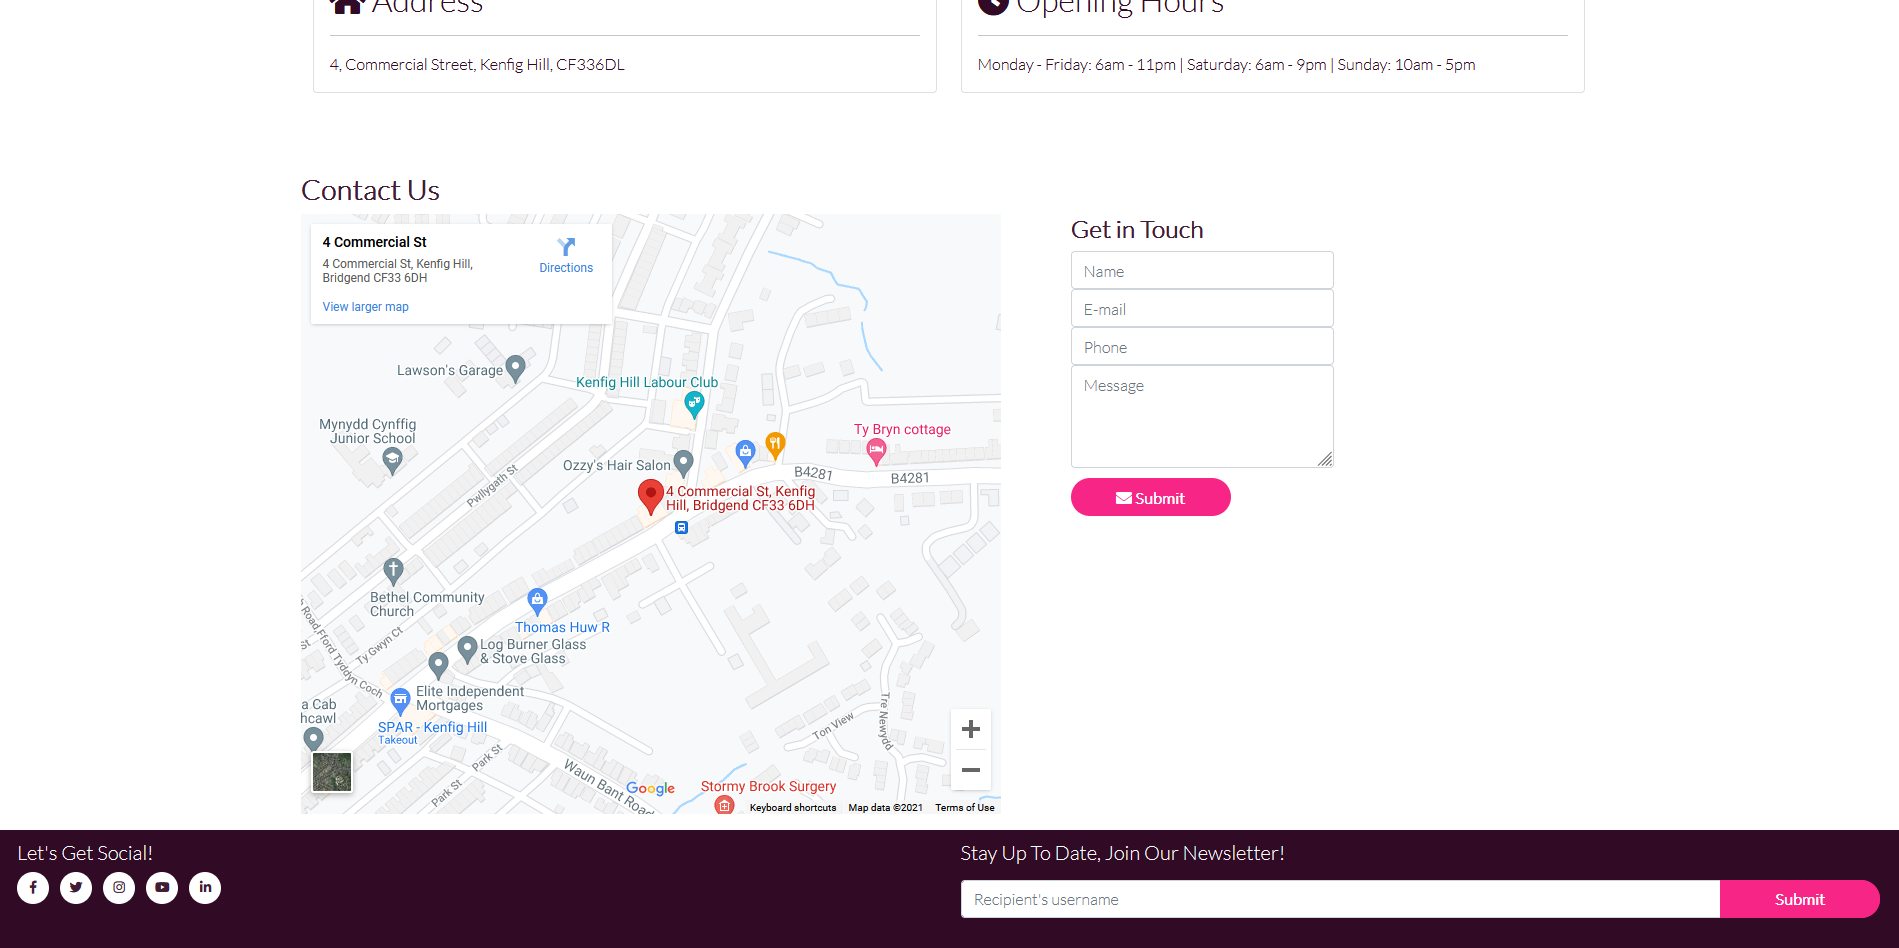 Address
Opening Hours
4, Commercial Street, Kenfig Hill, CF336DL
Monday - Friday: 6am - 11pm | Saturday: 6am - 9pm | Sunday: 10am - 5pm
Contact Us
4 Commercial St
4 Commercial St, Kenfig Hill,
Bridgend CF33 6DH
Directions
View larger map
Get in Touch
Name
E-mail
Phone
Message
Submit
Lawson's Garage
Kenfig Hill Labour Club
Mynydd Cynffig
Junior School
Ty Bryn cottage
Ozzy's Hair Salon
B4281
B4281
Pwllygath St
4 Commercial St, Kenfig
Hill, Bridgend CF33 6DH
Bethel Community
Church
Thomas Huw R
Log Burner Glass
& Stove Glass
Ty Gwyn Ct
Road,Fford Tyddyn Coch
St
Elite Independent
Mortgages
a Cab
hcawl
SPAR - Kenfig Hill
Takeout
Tre Newydd
Ton View
Park St
Park St
Waun Bant Road
Google
Stormy Brook Surgery
Keyboard shortcuts
Map data ©2021
Terms of Use
Let's Get Social!
Stay Up To Date, Join Our Newsletter!
Recipient's username
Submit